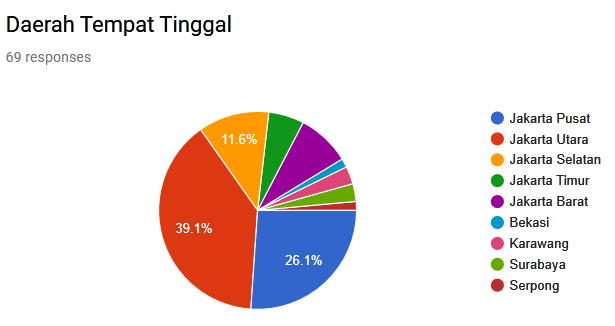 Daerah Tempat Tinggal
69 responses
11.6%
39.1%
26.1%
Jakarta Pusat
Jakarta Utara
Jakarta Selatan
Jakarta Timur
Jakarta Barat
Bekasi
Karawang
Surabaya
Serpong